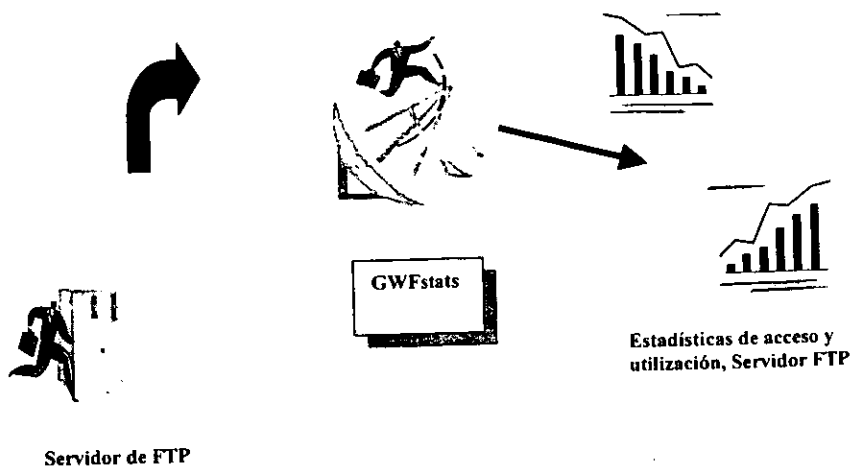 GWFstats
Estadísticas de acceso y
utilización, Servidor FTP
Servidor de FTP